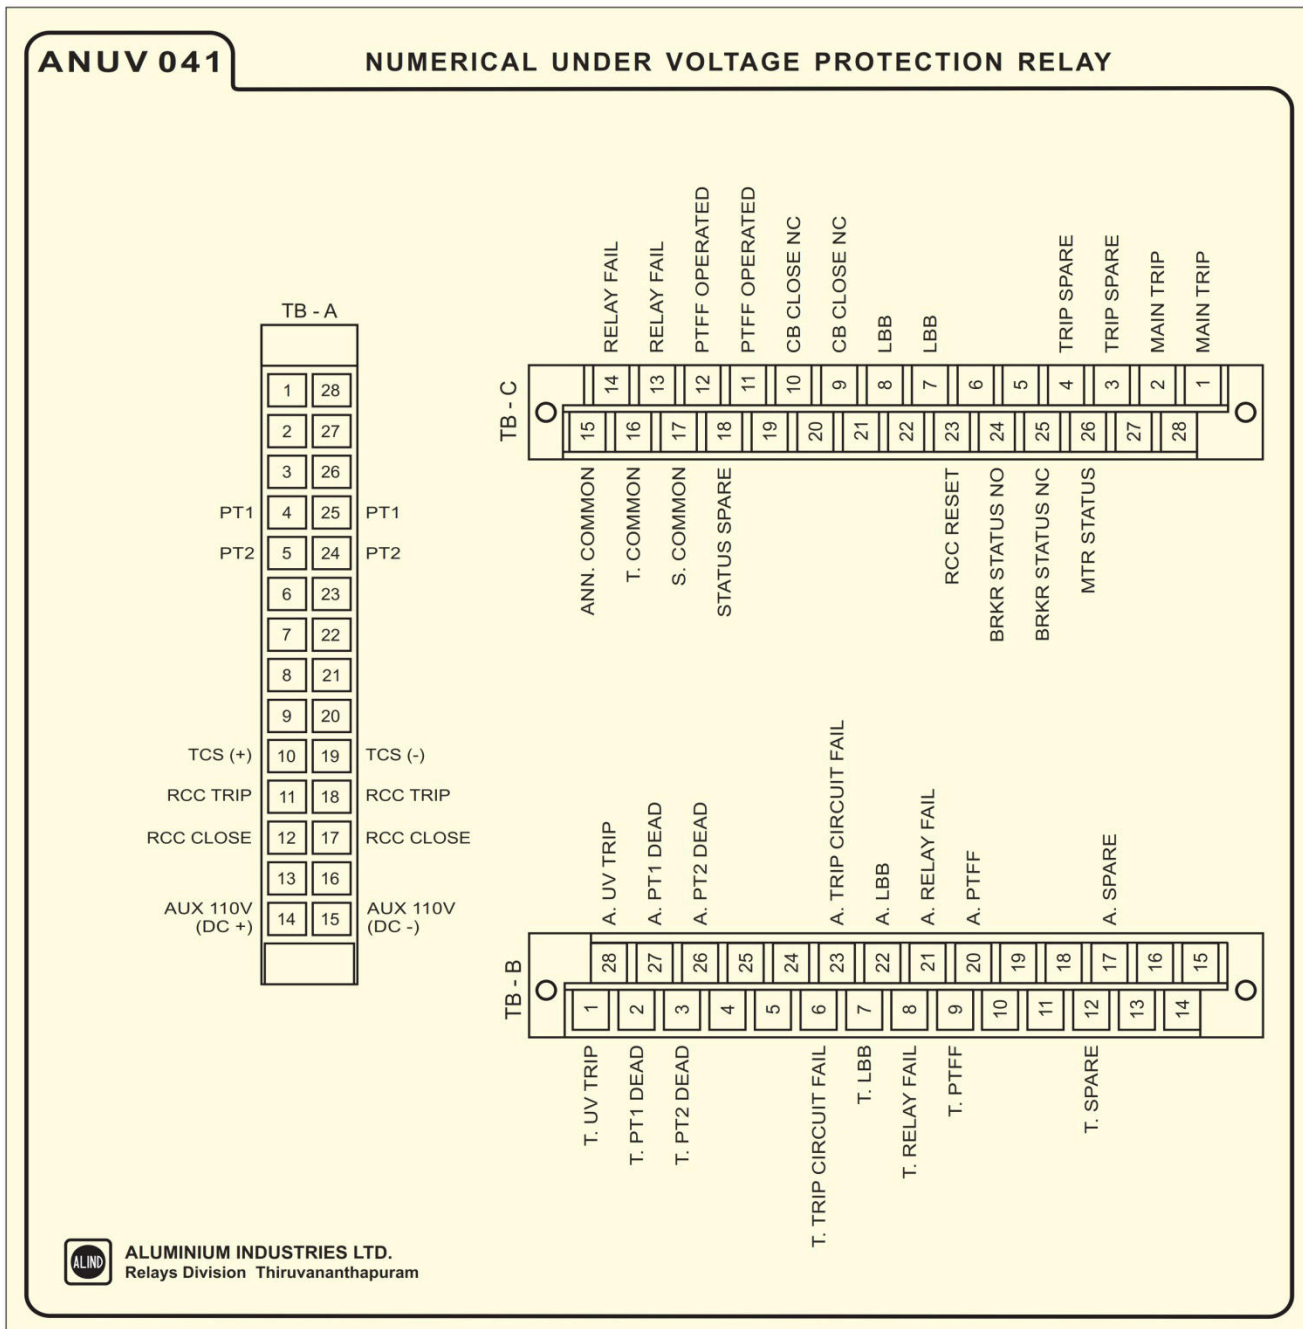 ANUV 041
NUMERICAL UNDER VOLTAGE PROTECTION RELAY
TB - A
1 28
2 27
3 26
PT1 4 25 PT1
PT2 5 24 PT2
6 23
7 22
8 21
9 20
TCS (+) 10 19 TCS (-)
RCC TRIP 11 18 RCC TRIP
RCC CLOSE 12 17 RCC CLOSE
13 16
AUX 110V
(DC +)
14 15
AUX 110V
(DC -)
TB - C
RELAY FAIL
RELAY FAIL
PTFF OPERATED
PTFF OPERATED
CB CLOSE NC
CB CLOSE NC
LBB
LBB
TRIP SPARE
TRIP SPARE
MAIN TRIP
MAIN TRIP
14 13 12 11 10 9 8 7 6 5 4 3 2 1
15 16 17 18 19 20 21 22 23 24 25 26 27 28
ANN. COMMON
T. COMMON
S. COMMON
STATUS SPARE
RCC RESET
BRKR STATUS NO
BRKR STATUS NC
MTR STATUS
TB - B
A. UV TRIP
A. PT1 DEAD
A. PT2 DEAD
A. TRIP CIRCUIT FAIL
A. LBB
A. RELAY FAIL
A. PTFF
A. SPARE
28 27 26 25 24 23 22 21 20 19 18 17 16 15
1 2 3 4 5 6 7 8 9 10 11 12 13 14
T. UV TRIP
T. PT1 DEAD
T. PT2 DEAD
T. TRIP CIRCUIT FAIL
T. LBB
T. RELAY FAIL
T. PTFF
T. SPARE
ALIND
ALUMINIUM INDUSTRIES LTD.
Relays Division Thiruvananthapuram